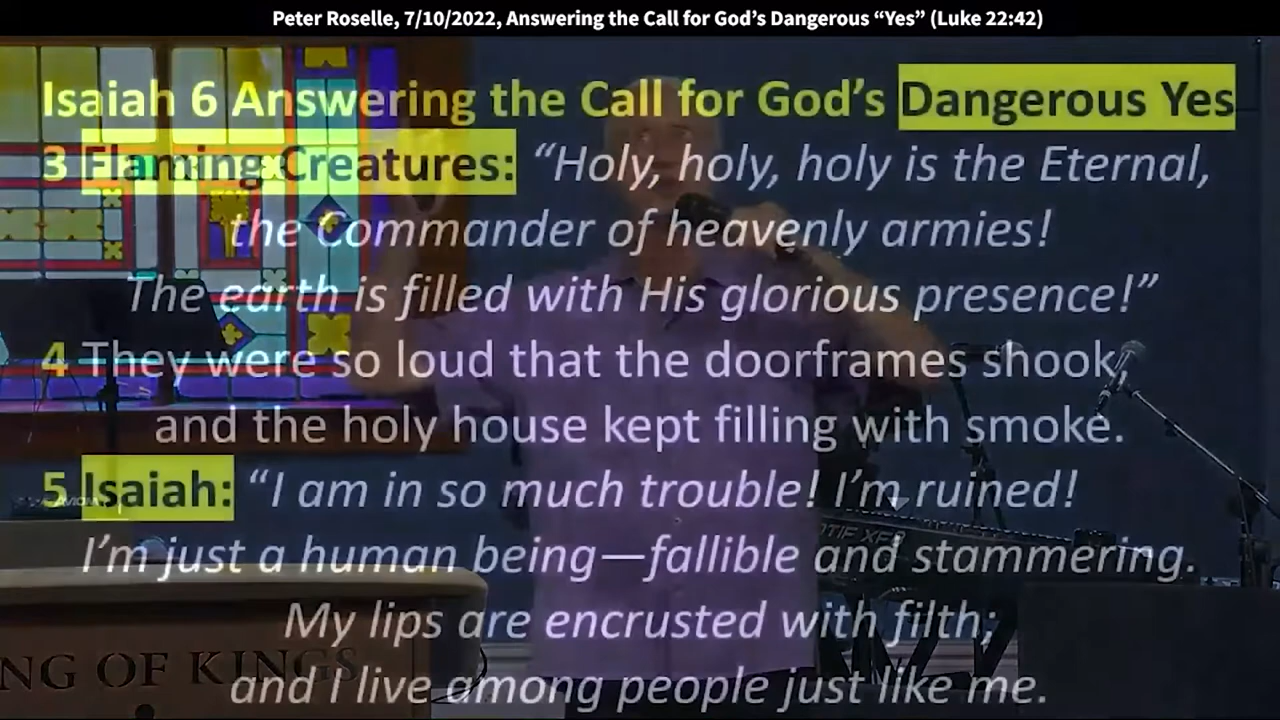 Peter Roselle, 7/10/2022, Answering the Call for God’s Dangerous “Yes” (Luke 22:42)
Isaiah 6 Answering the Call for God’s Dangerous Yes
3 Flaming Creatures: “Holy, holy, holy is the Eternal,
the Commander of heavenly armies!
The earth is filled with His glorious presence!”
4 They were so loud that the doorframes shook,
and the holy house kept filling with smoke.
5 Isaiah: “I am in so much trouble! I’m ruined!
I’m just a human being—fallible and stammering.
My lips are encrusted with filth;
and I live among people just like me.
NG OF KINGS